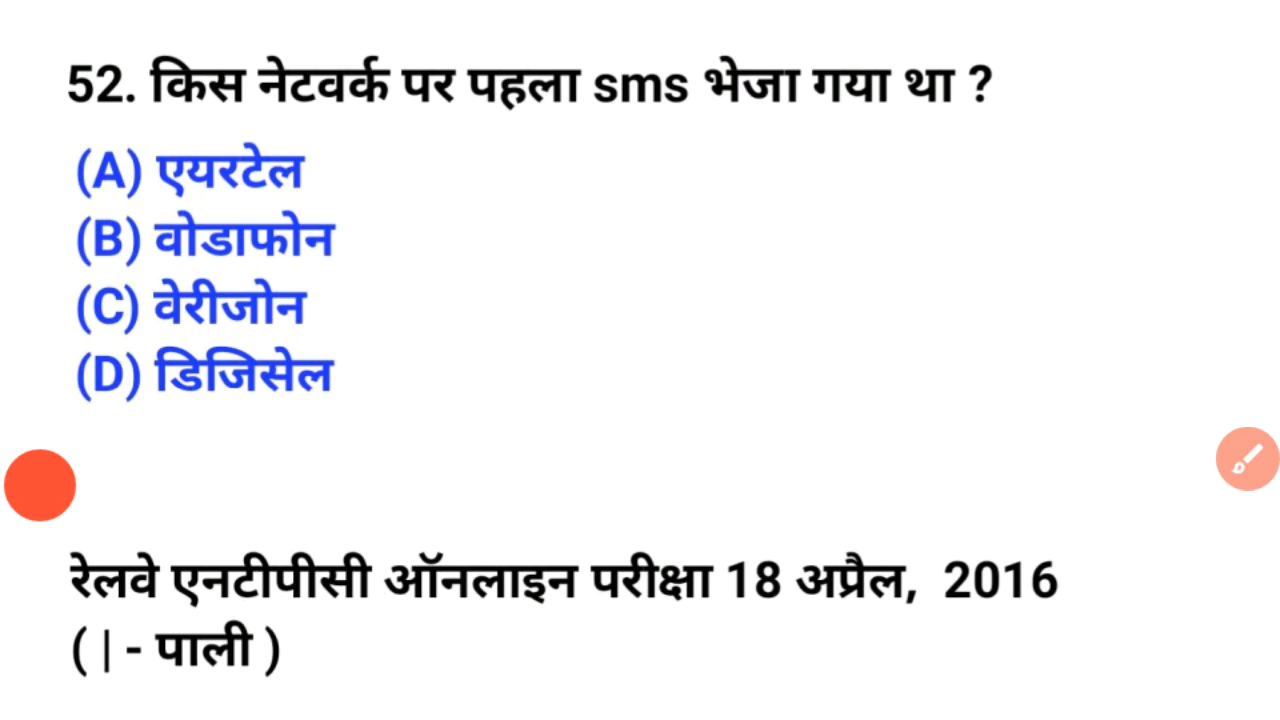 52. किस नेटवर्क पर पहला sms भेजा गया था ?
(A) एयरटेल
(B) वोडाफोन
(C) वेरीजोन
(D) डिजिसेल
रेलवे एनटीपीसी ऑनलाइन परीक्षा 18 अप्रैल, 2016
( | - पाली )